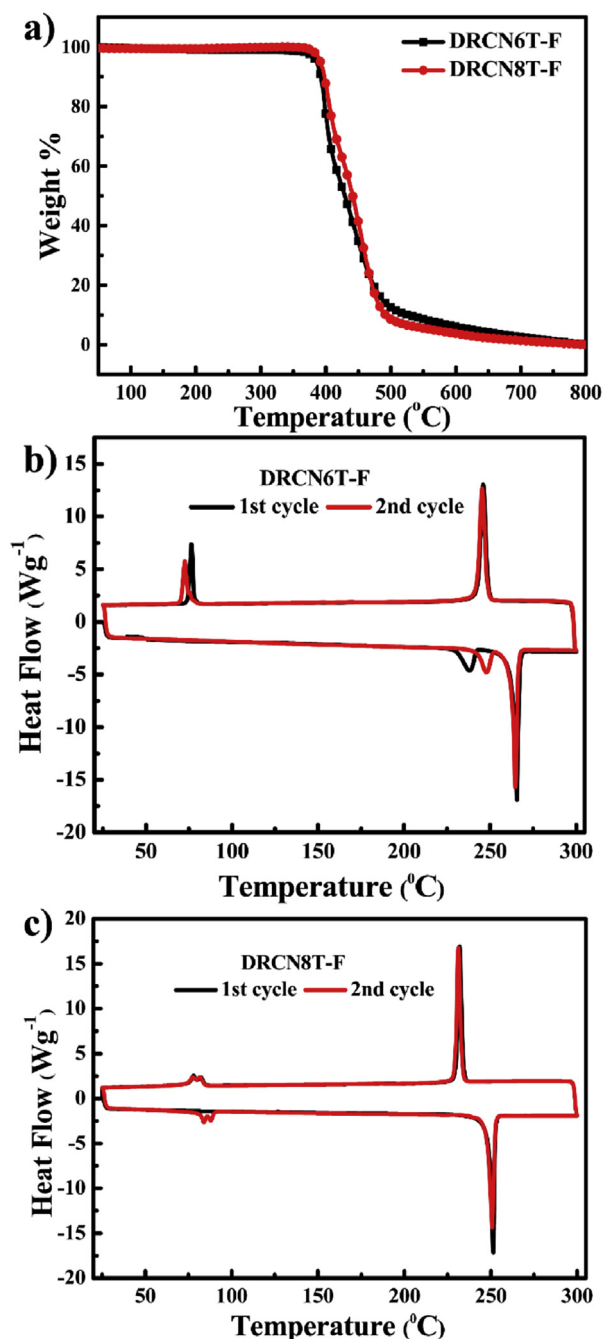 a)
100
80
60
40
20
0
Weight %
DRCN6T-F
DRCN8T-F
100 200 300 400 500 600 700 800
Temperature (°C)
b)
15
10
5
0
-5
-10
-15
-20
Heat Flow (Wg⁻¹)
DRCN6T-F
1st cycle 2nd cycle
50 100 150 200 250 300
Temperature (°C)
c)
20
15
10
5
0
-5
-10
-15
-20
Heat Flow (Wg⁻¹)
DRCN8T-F
1st cycle 2nd cycle
50 100 150 200 250 300
Temperature (°C)